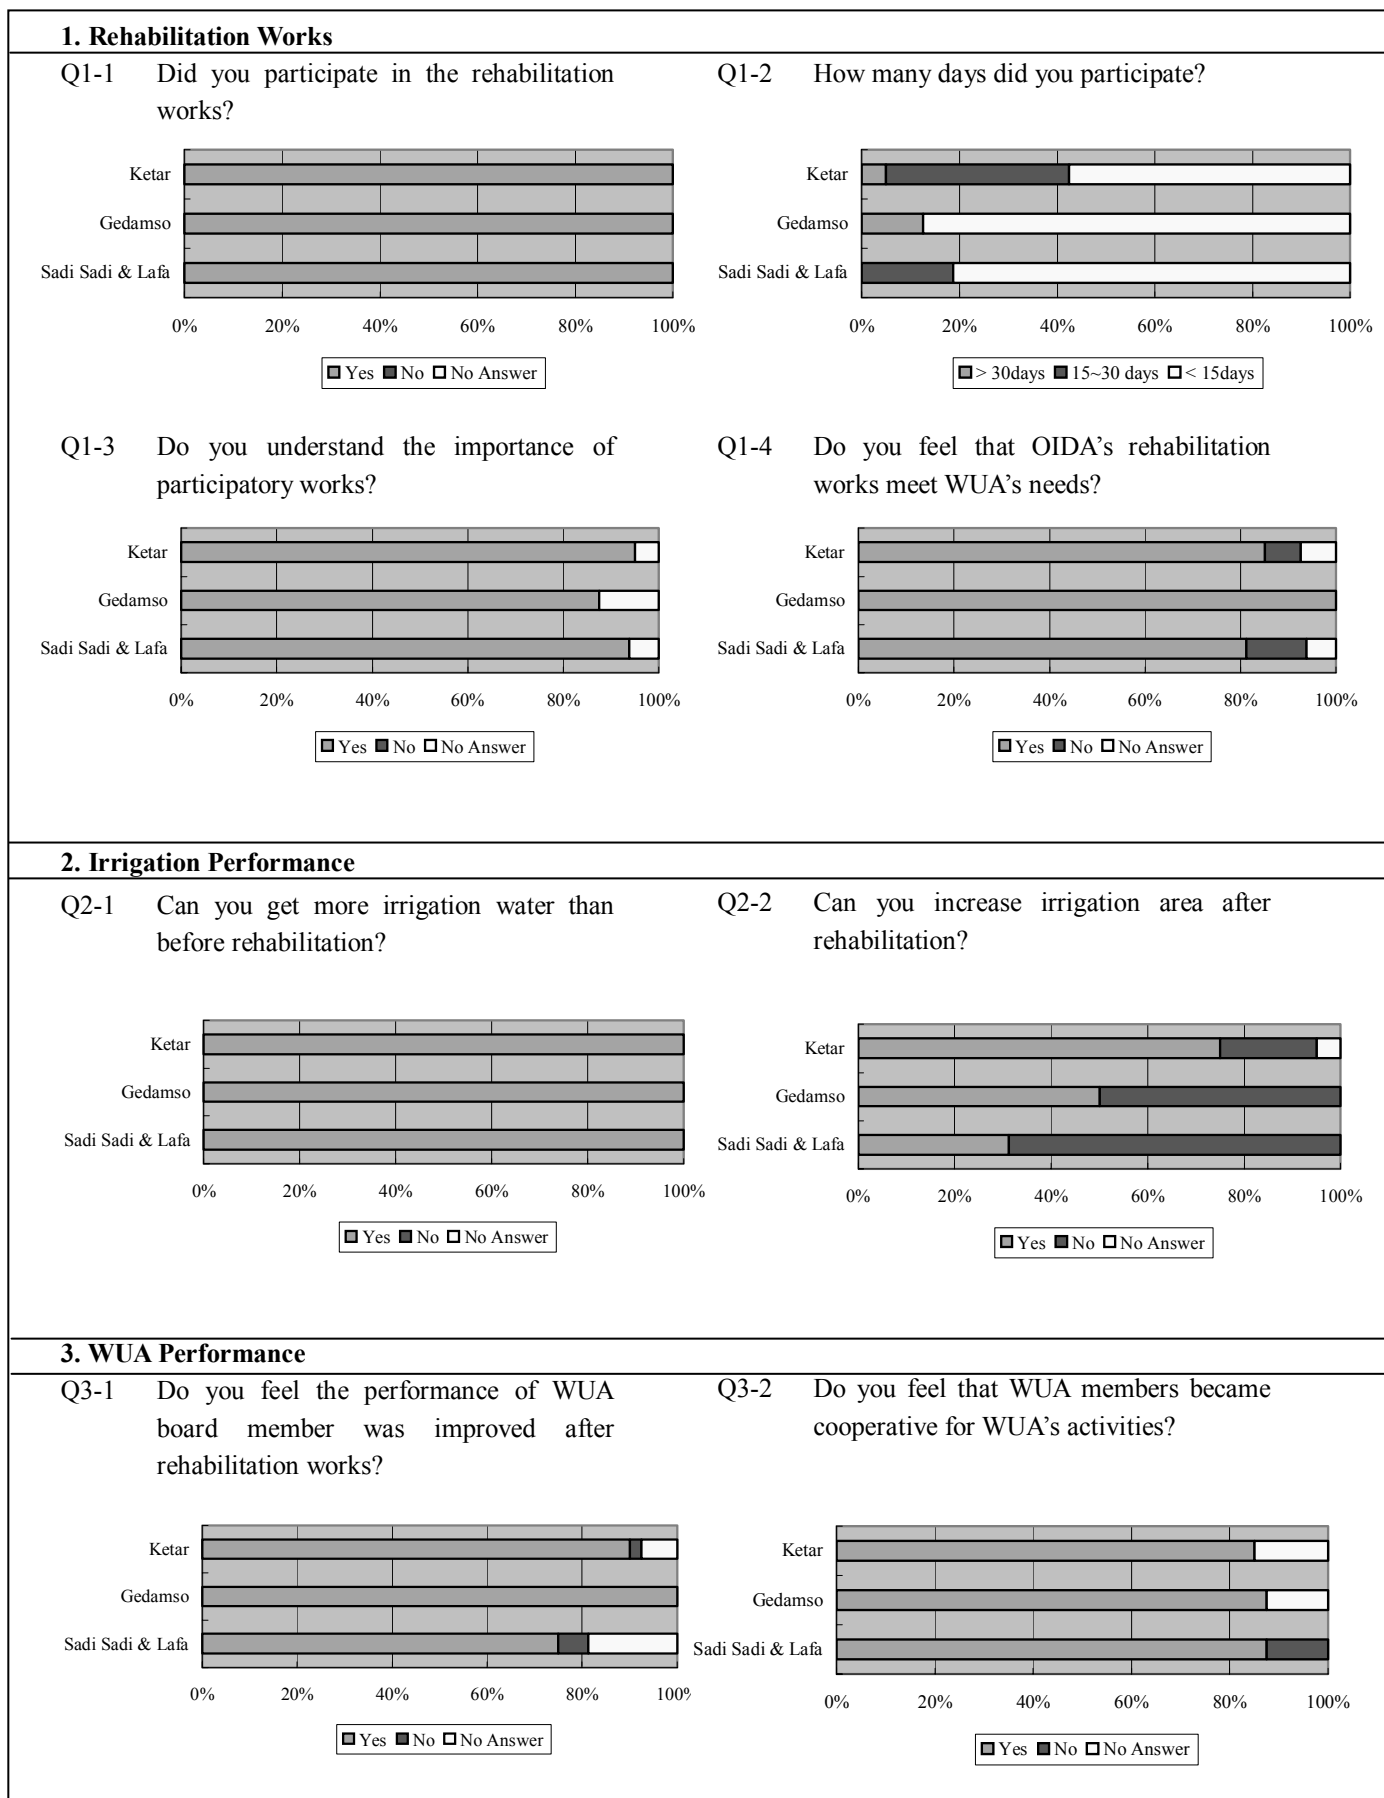 1. Rehabilitation Works
Q1-1 Did you participate in the rehabilitation
works?
Ketar
Gedamso
Sadi Sadi & Lafa
0% 20% 40% 60% 80% 100%
Yes No No Answer
Q1-2 How many days did you participate?
Ketar
Gedamso
Sadi Sadi & Lafa
0% 20% 40% 60% 80% 100%
> 30days 15~30 days < 15days
Q1-3 Do you understand the importance of
participatory works?
Ketar
Gedamso
Sadi Sadi & Lafa
0% 20% 40% 60% 80% 100%
Yes No No Answer
Q1-4 Do you feel that OIDA's rehabilitation
works meet WUA's needs?
Ketar
Gedamso
Sadi Sadi & Lafa
0% 20% 40% 60% 80% 100%
Yes No No Answer
2. Irrigation Performance
Q2-1 Can you get more irrigation water than
before rehabilitation?
Ketar
Gedamso
Sadi Sadi & Lafa
0% 20% 40% 60% 80% 100%
Yes No No Answer
Q2-2 Can you increase irrigation area after
rehabilitation?
Ketar
Gedamso
Sadi Sadi & Lafa
0% 20% 40% 60% 80% 100%
Yes No No Answer
3. WUA Performance
Q3-1 Do you feel the performance of WUA
board member was improved after
rehabilitation works?
Ketar
Gedamso
Sadi Sadi & Lafa
0% 20% 40% 60% 80% 100%
Yes No No Answer
Q3-2 Do you feel that WUA members became
cooperative for WUA's activities?
Ketar
Gedamso
Sadi Sadi & Lafa
0% 20% 40% 60% 80% 100%
Yes No No Answer